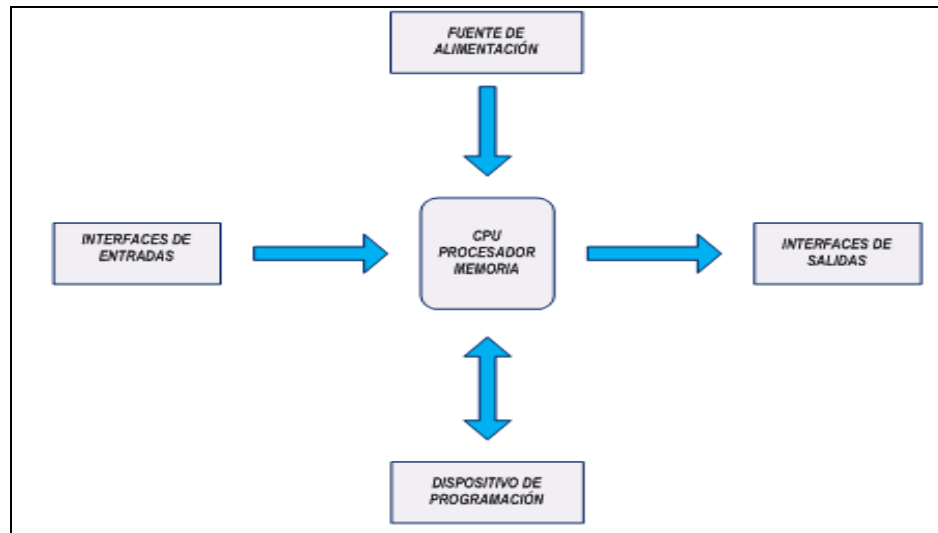 FUENTE DE
ALIMENTACIÓN
INTERFACES DE
ENTRADAS
CPU
PROCESADOR
MEMORIA
INTERFACES DE
SALIDAS
DISPOSITIVO DE
PROGRAMACIÓN